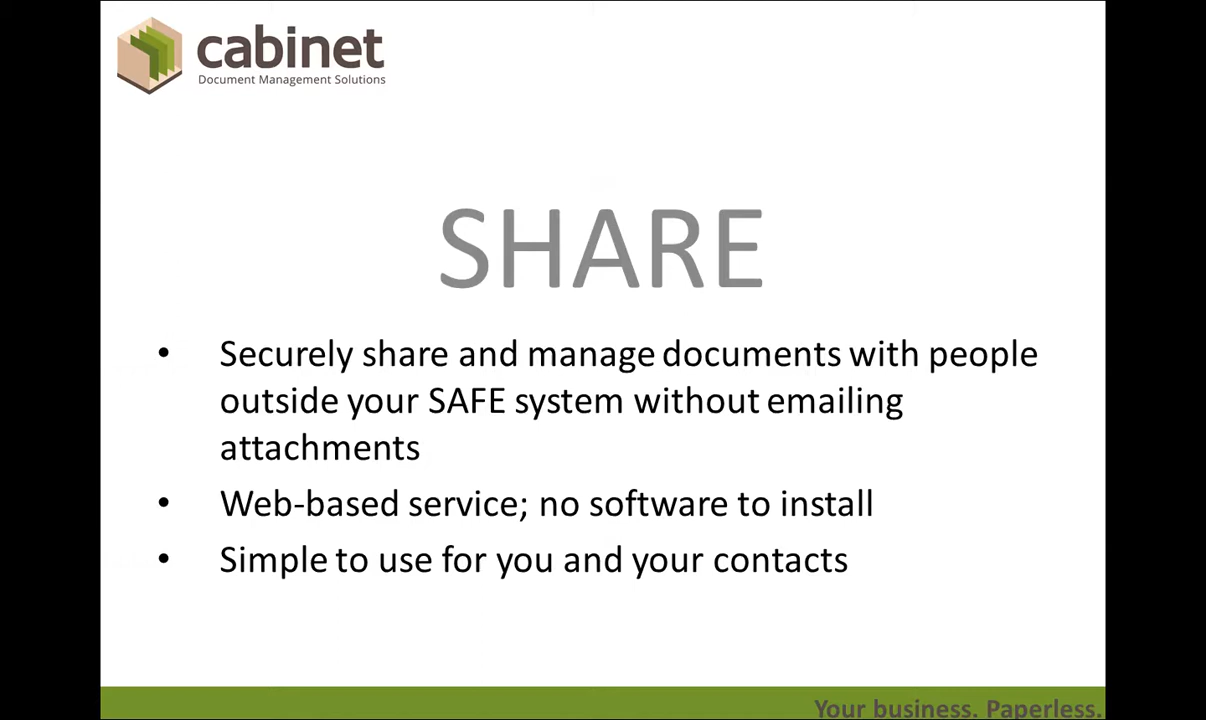 cabinet
Document Management Solutions
SHARE
• Securely share and manage documents with people
outside your SAFE system without emailing
attachments
• Web-based service; no software to install
• Simple to use for you and your contacts
Your business. Paperless.